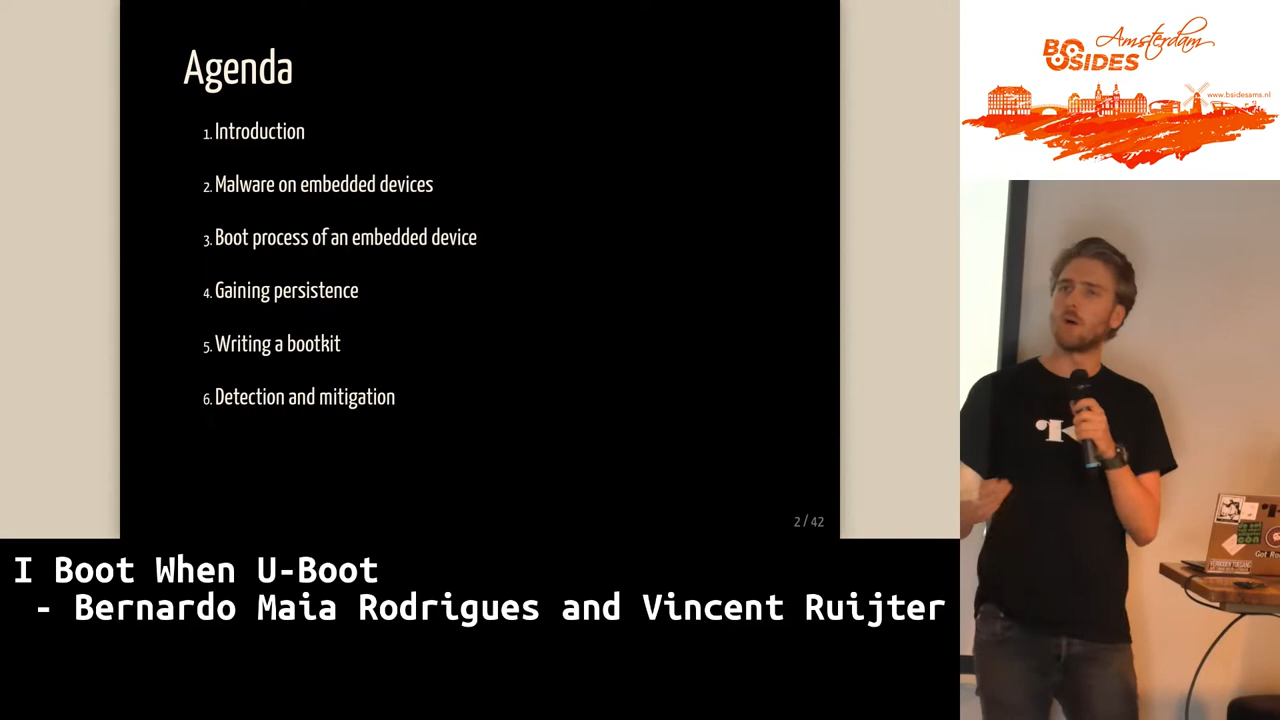 Agenda
1. Introduction
2. Malware on embedded devices
3. Boot process of an embedded device
4. Gaining persistence
5. Writing a bootkit
6. Detection and mitigation
2 / 42
I Boot When U-Boot
- Bernardo Maia Rodrigues and Vincent Ruijter
Amsterdam
BSIDES
www.bsidesams.nl
K